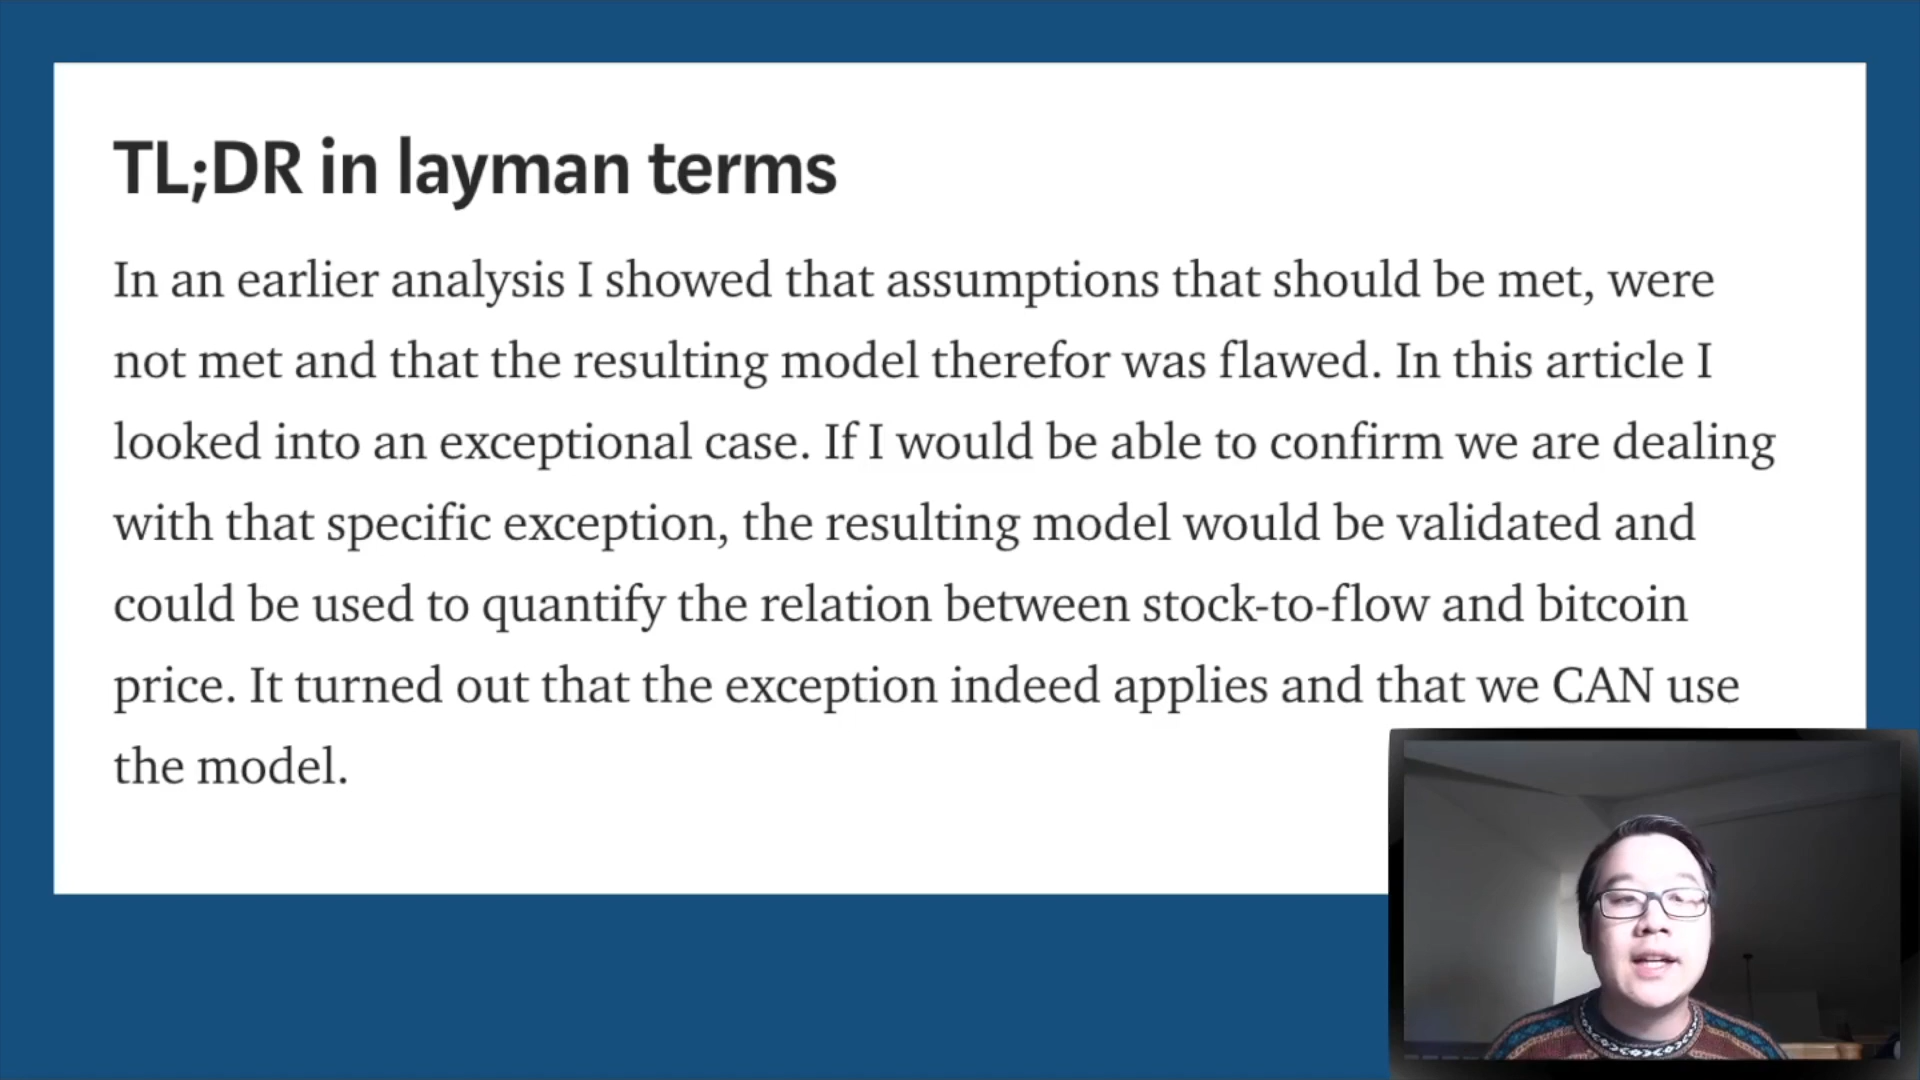 TL;DR in layman terms
In an earlier analysis I showed that assumptions that should be met, were
not met and that the resulting model therefor was flawed. In this article I
looked into an exceptional case. If I would be able to confirm we are dealing
with that specific exception, the resulting model would be validated and
could be used to quantify the relation between stock-to-flow and bitcoin
price. It turned out that the exception indeed applies and that we CAN use
the model.